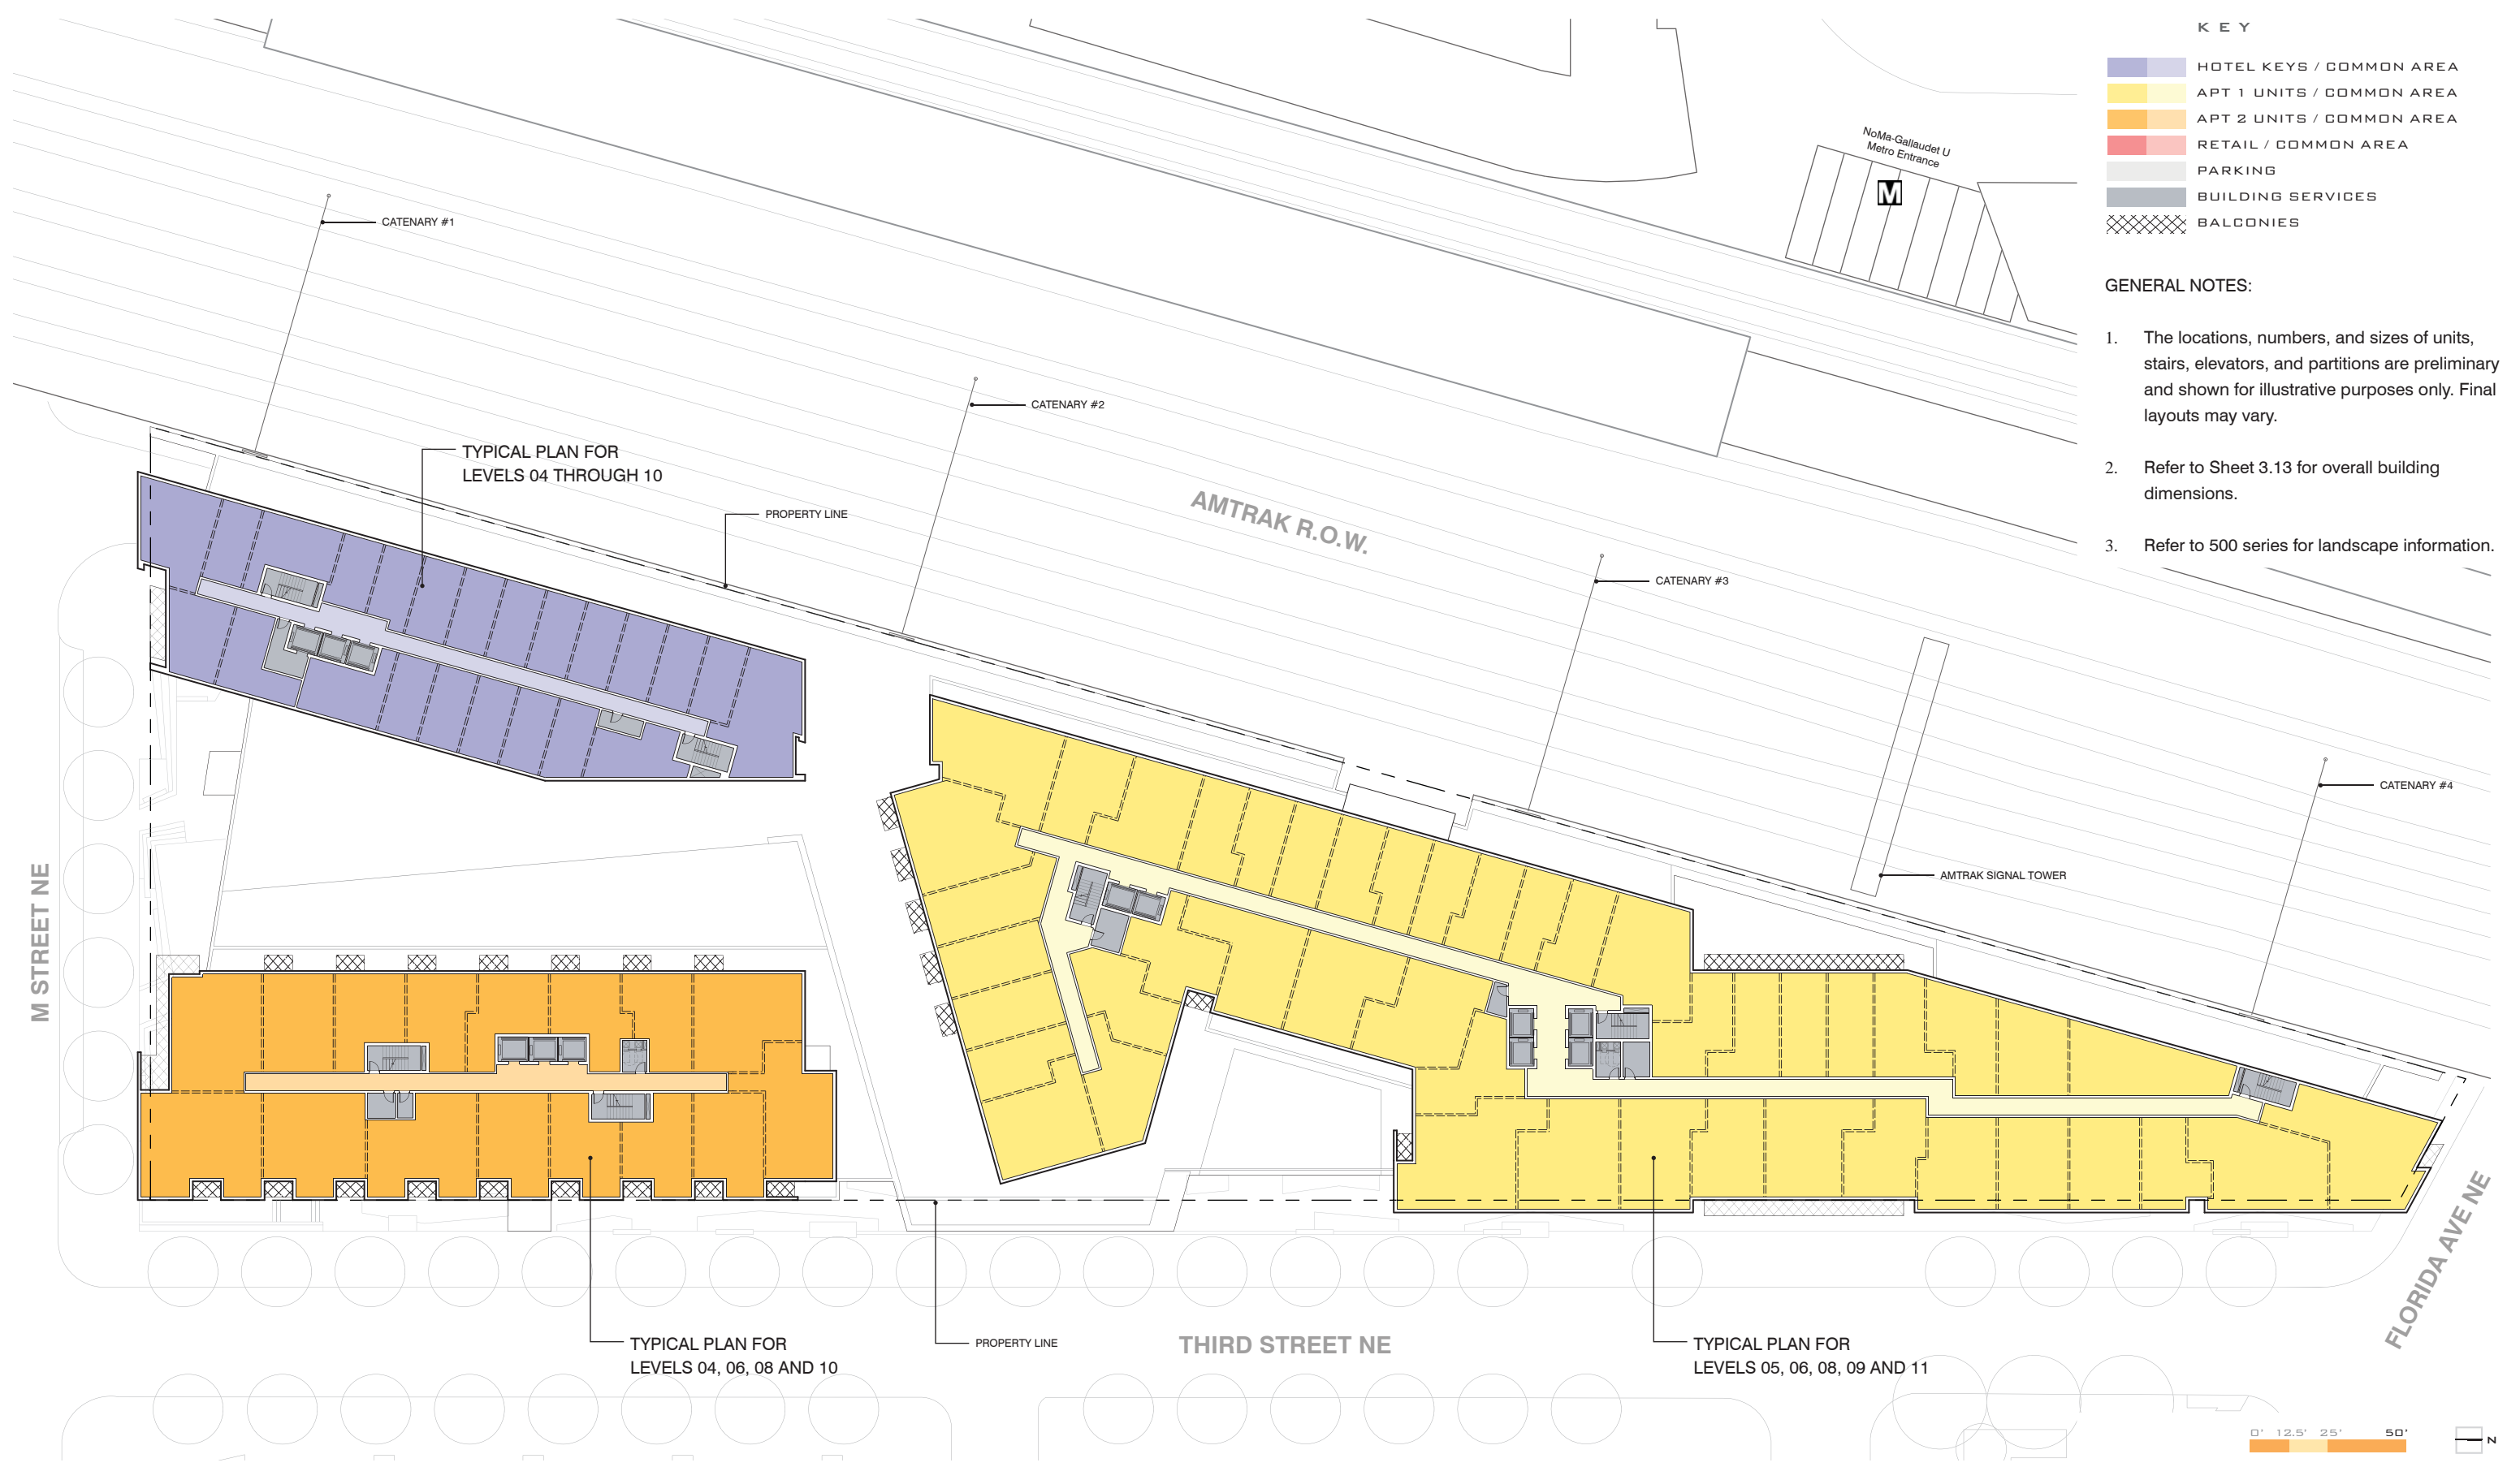 KEY
HOTEL KEYS / COMMON AREA
APT 1 UNITS / COMMON AREA
APT 2 UNITS / COMMON AREA
RETAIL / COMMON AREA
PARKING
BUILDING SERVICES
BALCONIES
GENERAL NOTES:
1. The locations, numbers, and sizes of units,
stairs, elevators, and partitions are preliminary
and shown for illustrative purposes only. Final
layouts may vary.
2. Refer to Sheet 3.13 for overall building
dimensions.
3. Refer to 500 series for landscape information.
NoMa-Gallaudet U
Metro Entrance
M
CATENARY #1
CATENARY #2
TYPICAL PLAN FOR
LEVELS 04 THROUGH 10
PROPERTY LINE
AMTRAK R.O.W.
CATENARY #3
CATENARY #4
AMTRAK SIGNAL TOWER
M STREET NE
FLORIDA AVE NE
TYPICAL PLAN FOR
LEVELS 04, 06, 08 AND 10
PROPERTY LINE
THIRD STREET NE
TYPICAL PLAN FOR
LEVELS 05, 06, 08, 09 AND 11
0' 12.5' 25' 50'
N